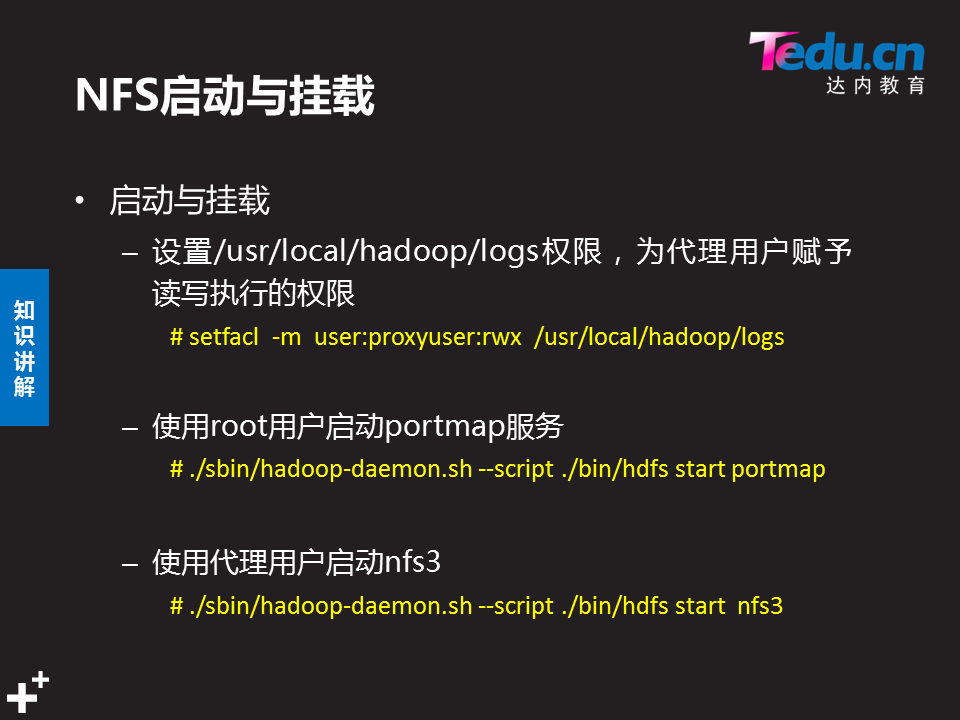 Tedu.cn
达内教育
NFS启动与挂载
• 启动与挂载
– 设置/usr/local/hadoop/logs权限，为代理用户赋予
读写执行的权限
# setfacl -m user:proxyuser:rwx /usr/local/hadoop/logs
– 使用root用户启动portmap服务
# ./sbin/hadoop-daemon.sh --script ./bin/hdfs start portmap
– 使用代理用户启动nfs3
# ./sbin/hadoop-daemon.sh --script ./bin/hdfs start nfs3
知识讲解